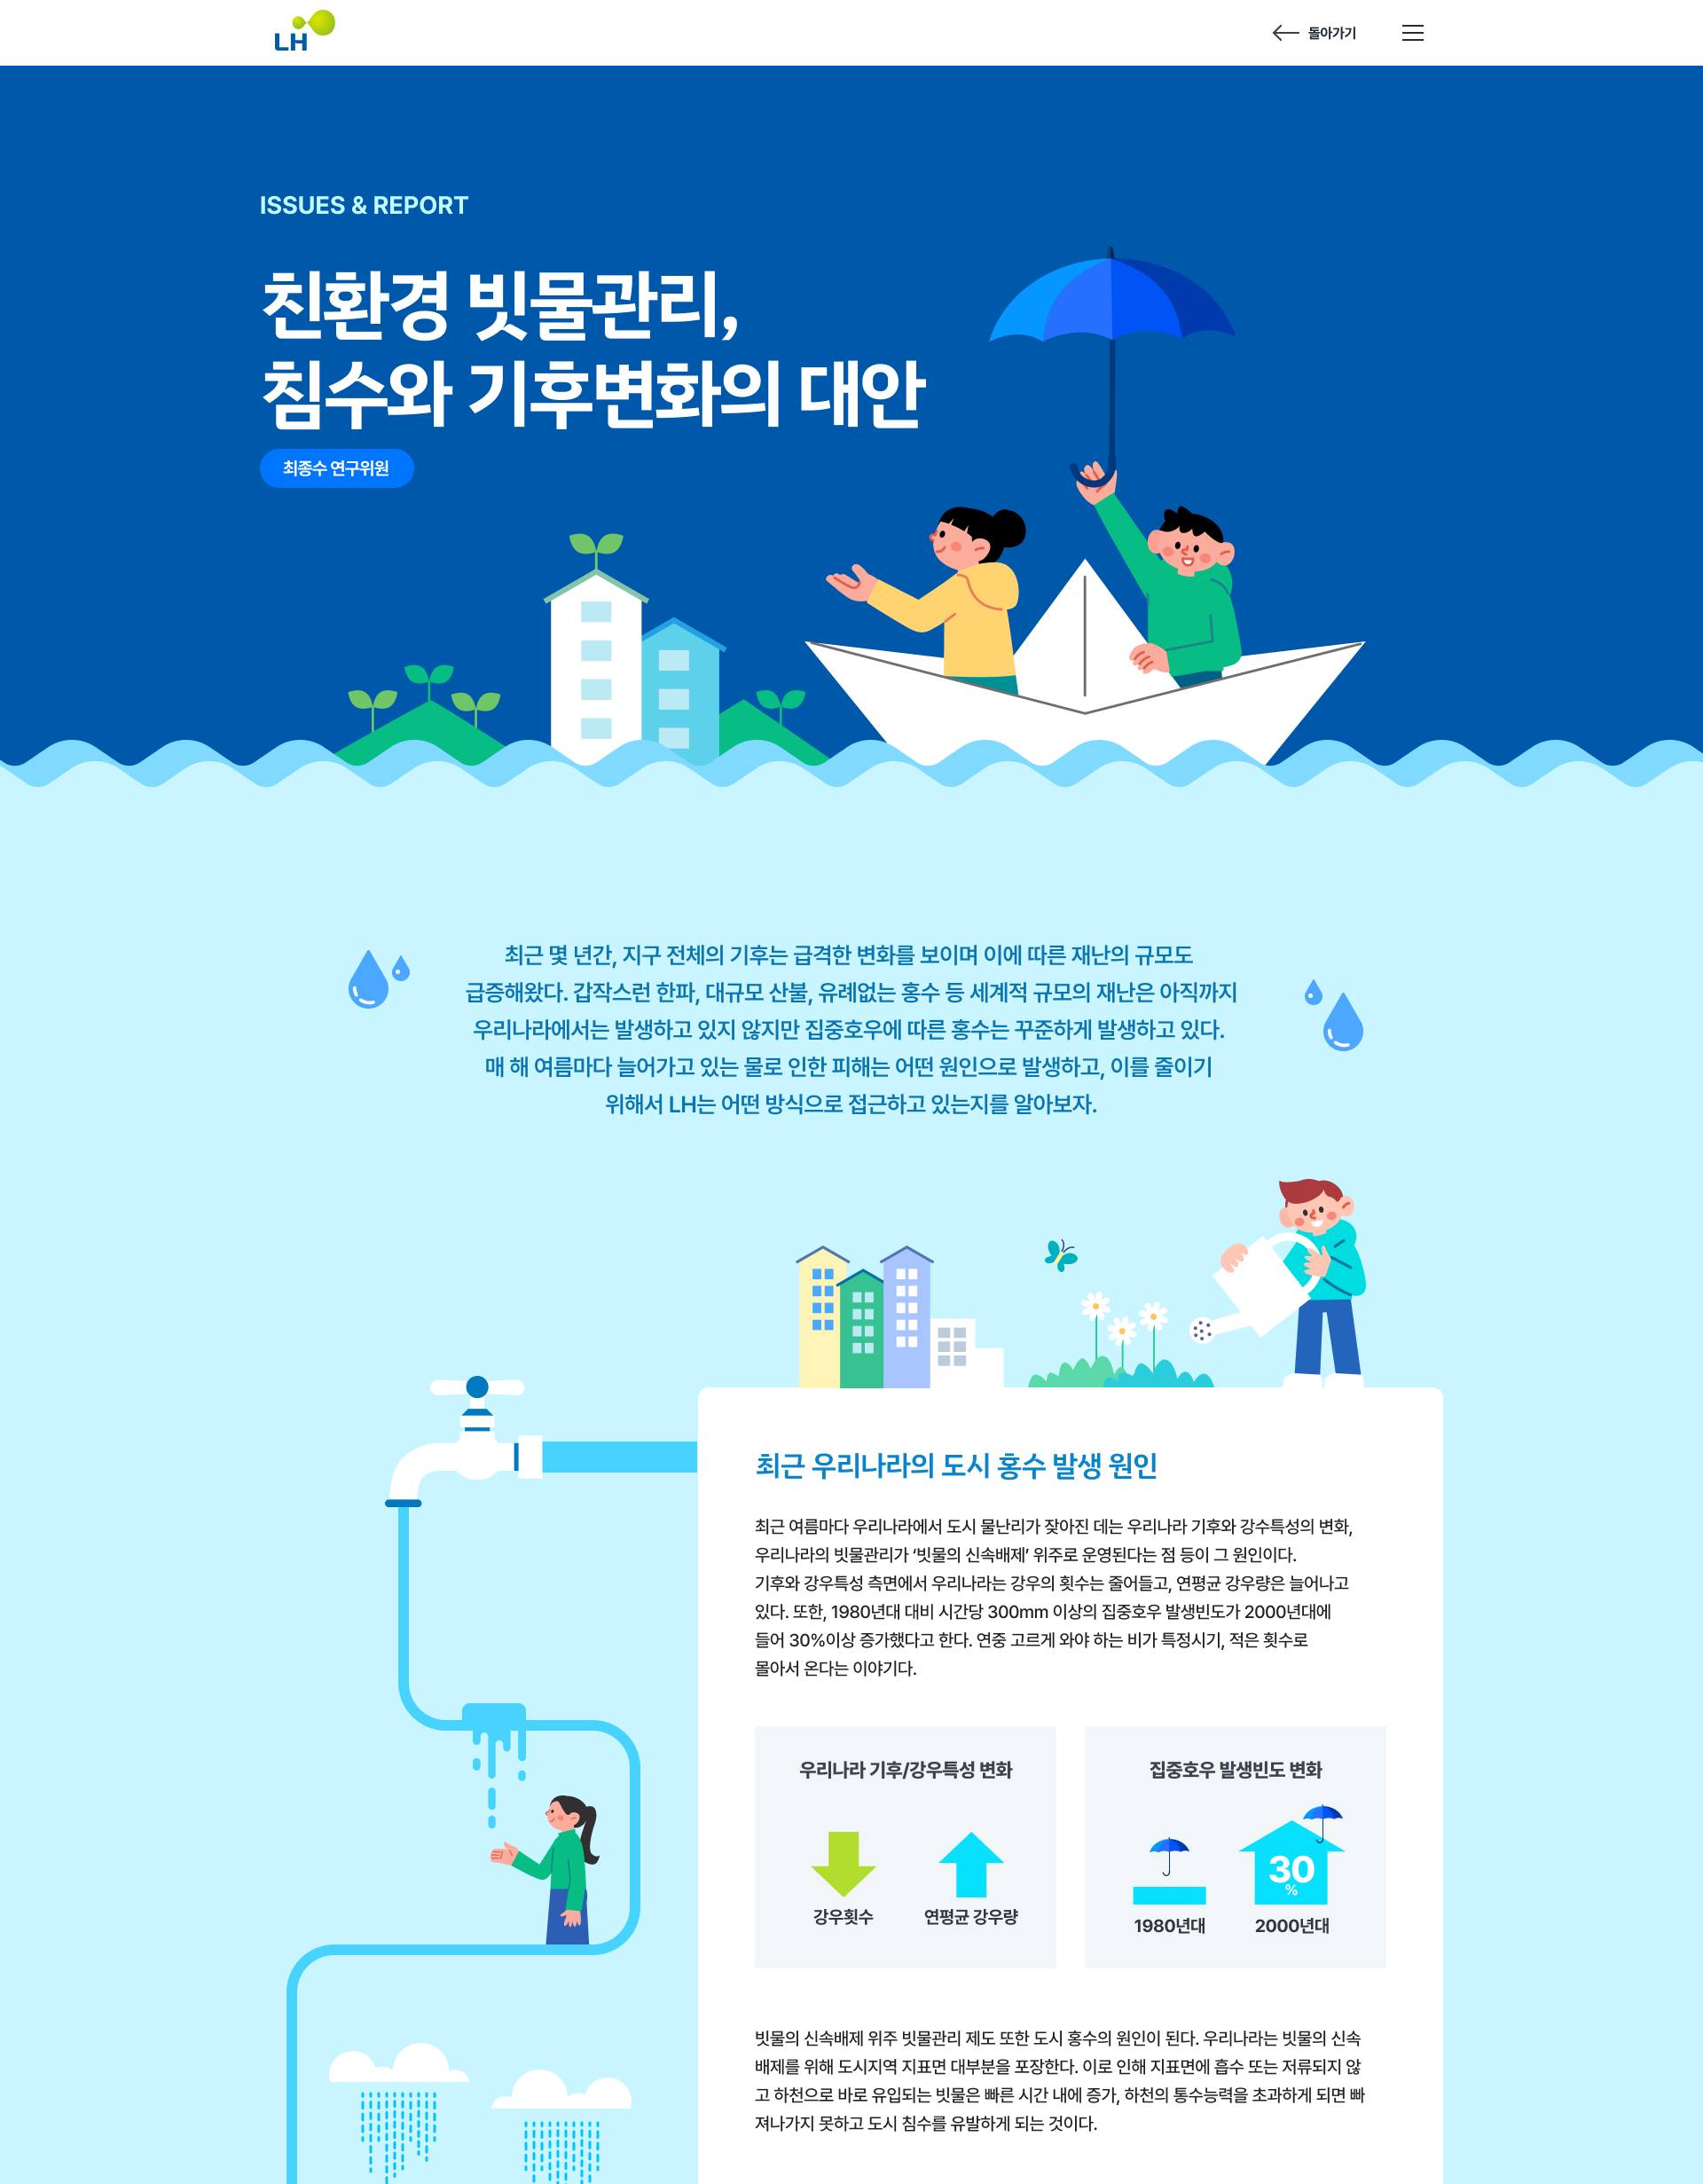 LH
돌아가기
ISSUES & REPORT
친환경 빗물관리,
침수와 기후변화의 대안
최종수 연구위원
최근 몇 년간, 지구 전체의 기후는 급격한 변화를 보이며 이에 따른 재난의 규모도
급증해왔다. 갑작스런 한파, 대규모 산불, 유례없는 홍수 등 세계적 규모의 재난은 아직까지
우리나라에서는 발생하고 있지 않지만 집중호우에 따른 홍수는 꾸준하게 발생하고 있다.
매 해 여름마다 늘어가고 있는 물로 인한 피해는 어떤 원인으로 발생하고, 이를 줄이기
위해서 LH는 어떤 방식으로 접근하고 있는지를 알아보자.
최근 우리나라의 도시 홍수 발생 원인
최근 여름마다 우리나라에서 도시 물난리가 잦아진 데는 우리나라 기후와 강수특성의 변화,
우리나라의 빗물관리가 ‘빗물의 신속배제’ 위주로 운영된다는 점 등이 그 원인이다.
기후와 강우특성 측면에서 우리나라는 강우의 횟수는 줄어들고, 연평균 강우량은 늘어나고
있다. 또한, 1980년대 대비 시간당 300mm 이상의 집중호우 발생빈도가 2000년대에
들어 30%이상 증가했다고 한다. 연중 고르게 와야 하는 비가 특정시기, 적은 횟수로
몰아서 온다는 이야기다.
우리나라 기후/강우특성 변화
강우횟수
연평균 강우량
집중호우 발생빈도 변화
30
%
1980년대
2000년대
빗물의 신속배제 위주 빗물관리 제도 또한 도시 홍수의 원인이 된다. 우리나라는 빗물의 신속
배제를 위해 도시지역 지표면 대부분을 포장한다. 이로 인해 지표면에 흡수 또는 저류되지 않
고 하천으로 바로 유입되는 빗물은 빠른 시간 내에 증가, 하천의 통수능력을 초과하게 되면 빠
져나가지 못하고 도시 침수를 유발하게 되는 것이다.